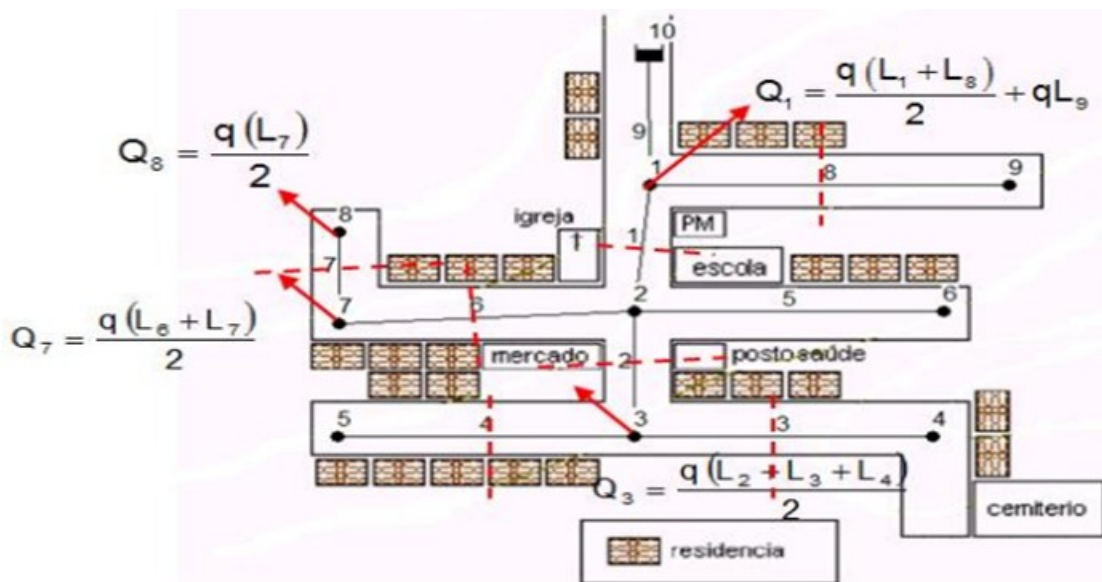 10
Q₁ = q (L₁ + L₈) / 2 + qL₉
9
Q₈ = q (L₇) / 2
1
8
9
8
igreja
PM
1
escola
7
7
6
2
5
6
Q₇ = q (L₆ + L₇) / 2
mercado
2
posto saúde
5
4
3
3
4
Q₃ = q (L₂ + L₃ + L₄) / 2
cemiterio
residencia